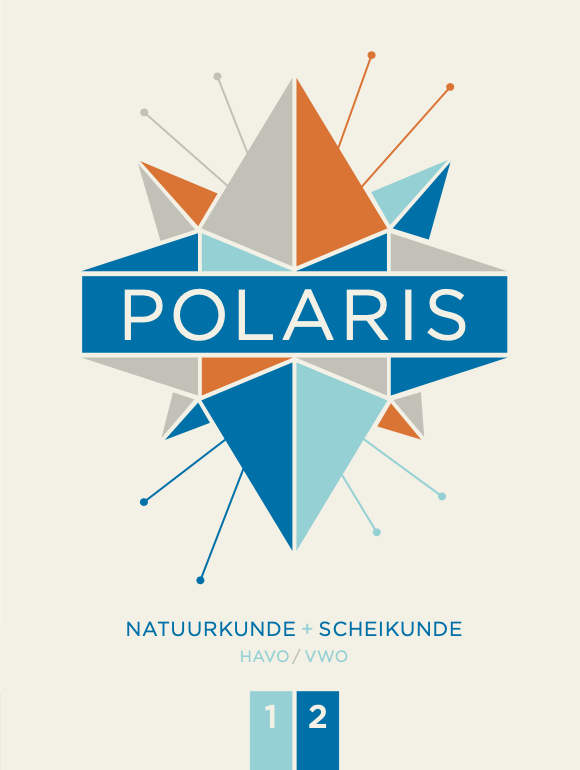 POLARIS
NATUURKUNDE + SCHEIKUNDE
HAVO / VWO
1 2